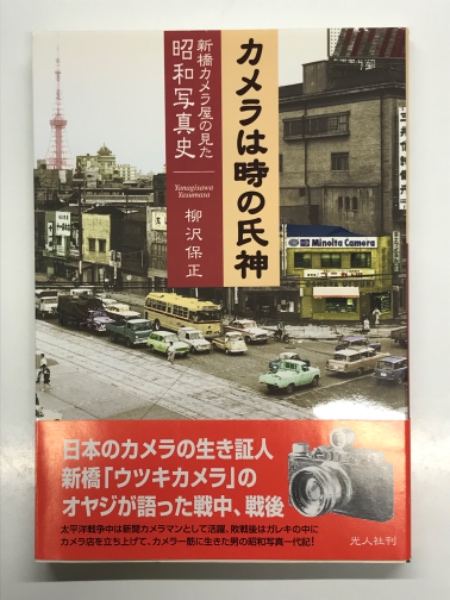 カメラは時の氏神
新橋カメラ屋の見た
昭和写真史
Yanagisawa
Yasumasa
柳沢保正
Minolta Camera
日本のカメラの生き証人
新橋「ウツキカメラ」の
オヤジが語った戦中、戦後
太平洋戦争中は新聞カメラマンとして活躍、敗戦後はガレキの中に
カメラ店を立ち上げて、カメラ一筋に生きた男の昭和写真一代記!
光人社刊